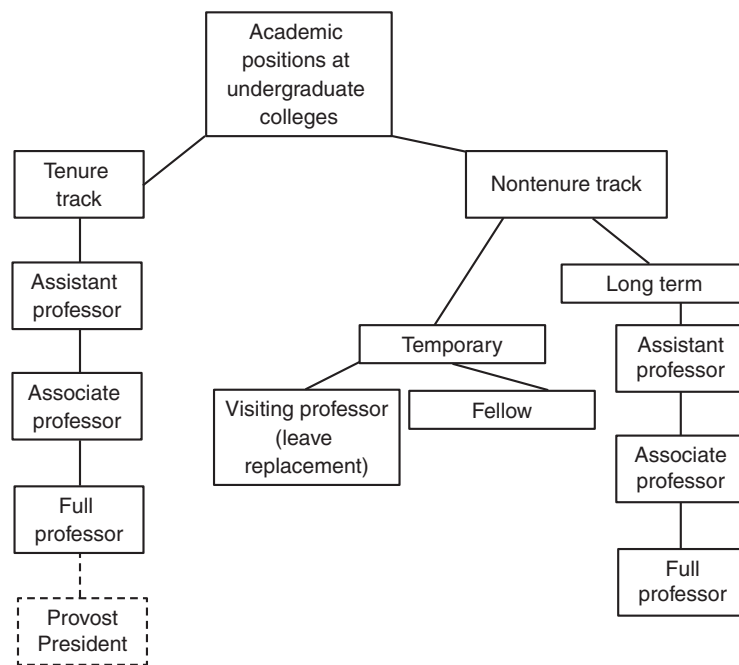 Academic
positions at
undergraduate
colleges
Tenure
track
Nontenure track
Assistant
professor
Long term
Temporary
Assistant
professor
Associate
professor
Visiting professor
(leave
replacement)
Fellow
Associate
professor
Full
professor
Full
professor
Provost
President